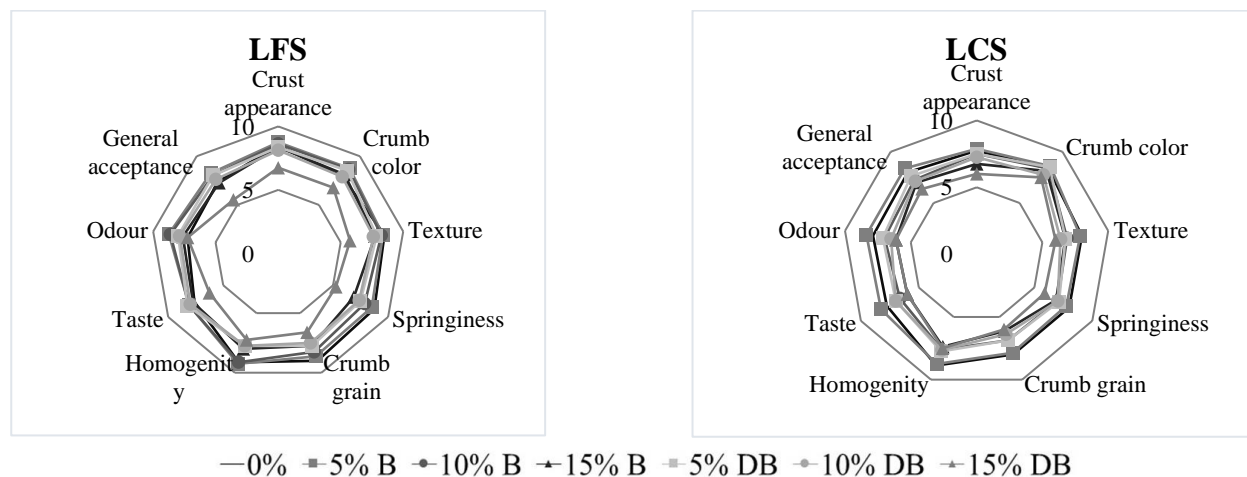 LFS
Crust
appearance
10
Crumb
color
General
acceptance
5
Odour
0
Texture
Taste
Springiness
Homogenit
y
Crumb
grain
LCS
Crust
appearance
10
Crumb color
General
acceptance
5
Odour
0
Texture
Taste
Springiness
Homogenity
Crumb grain
0% 5% B 10% B 15% B 5% DB 10% DB 15% DB